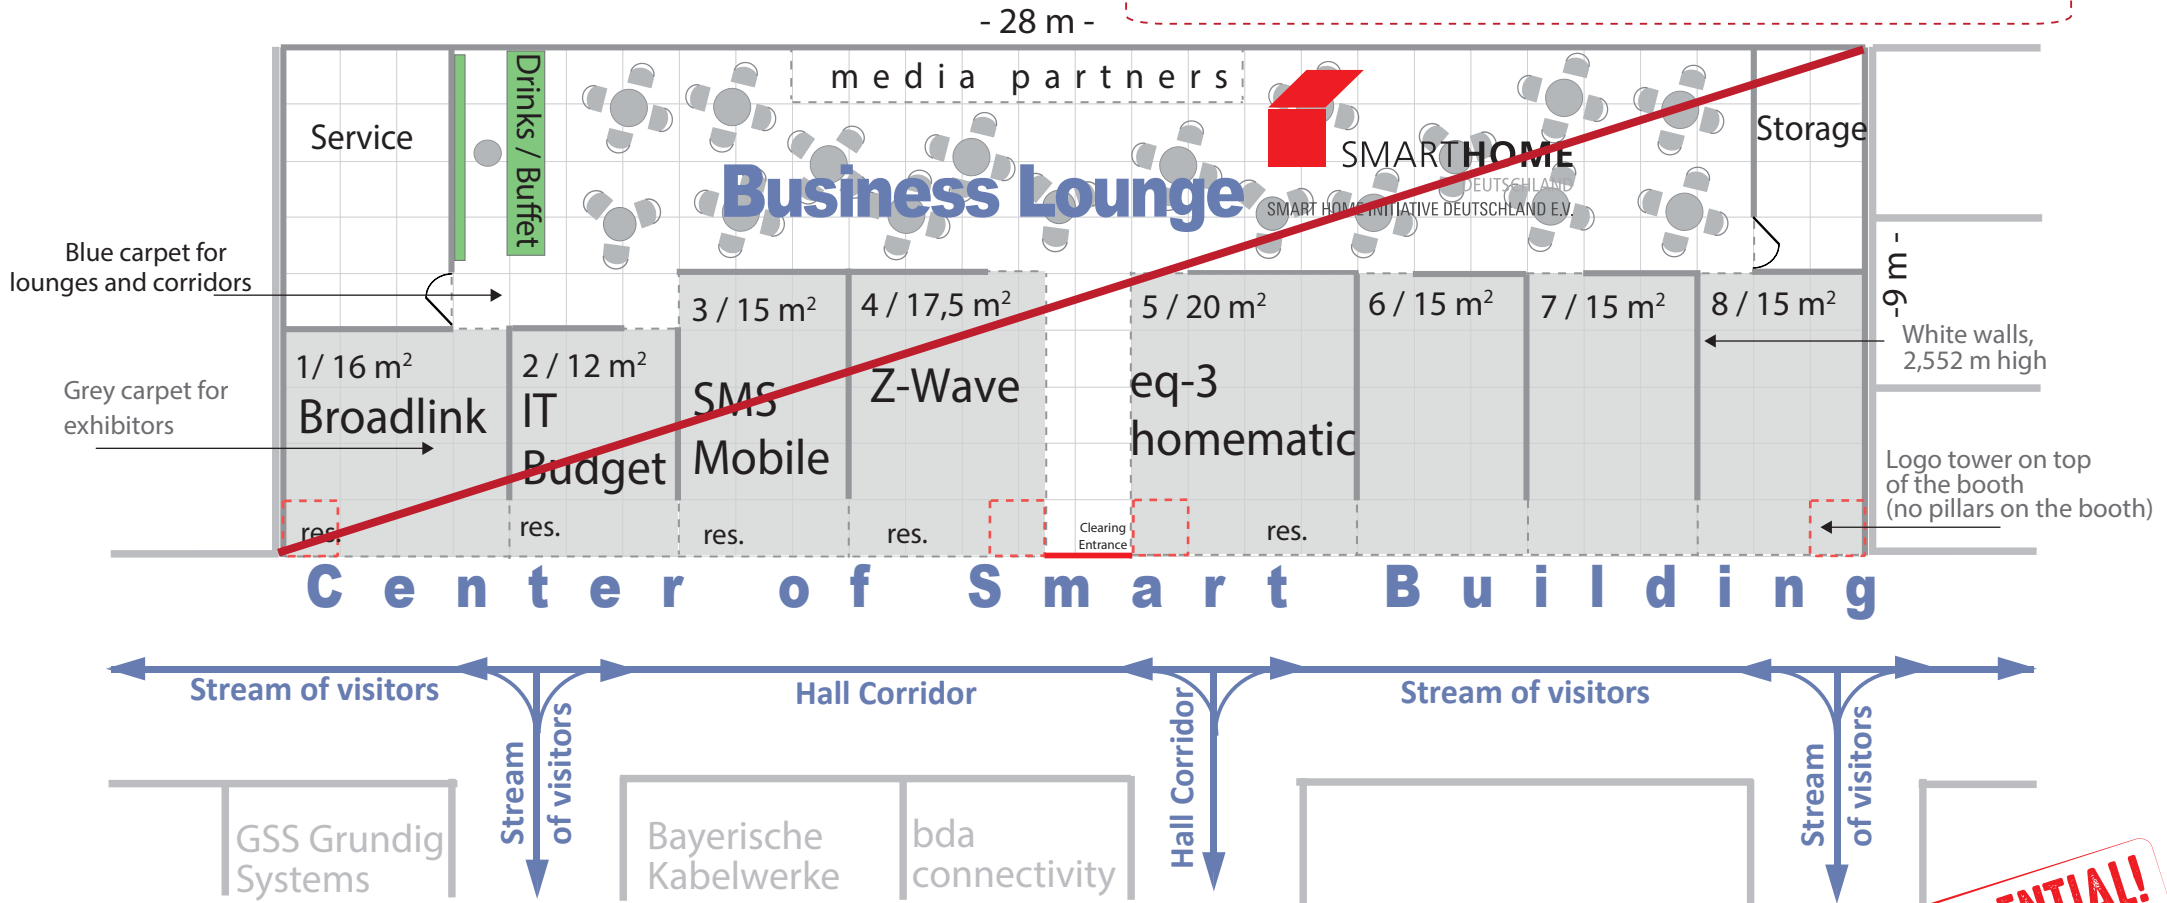 - 28 m -
media partners
Drinks / Buffet
Service
Storage
SMARTHOME
DEUTSCHLAND
SMART HOME INITIATIVE DEUTSCHLAND E.V.
Business Lounge
Blue carpet for
lounges and corridors
-9 m -
3 / 15 m²
4 / 17,5 m²
5 / 20 m²
6 / 15 m²
7 / 15 m²
8 / 15 m²
White walls,
2,552 m high
1/ 16 m²
2 / 12 m²
Grey carpet for
exhibitors
Broadlink
IT
Budget
SMS
Mobile
Z-Wave
eq-3
homematic
Logo tower on top
of the booth
(no pillars on the booth)
res.
res.
res.
res.
Clearing
Entrance
res.
Center of Smart Building
Stream of visitors
Hall Corridor
Stream of visitors
Stream
of visitors
Hall Corridor
Stream
of visitors
GSS Grundig
Systems
Bayerische
Kabelwerke
bda
connectivity